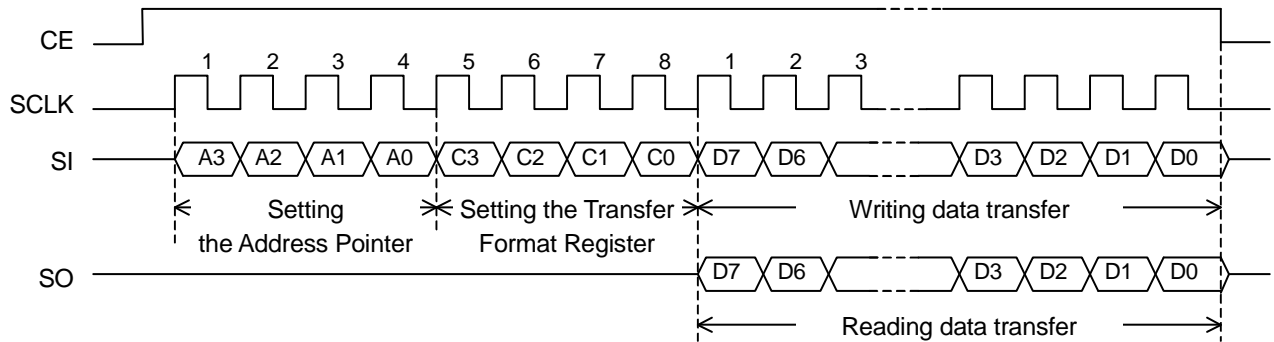 CE
1 2 3 4 5 6 7 8 1 2 3
SCLK
SI A3 A2 A1 A0 C3 C2 C1 C0 D7 D6 D3 D2 D1 D0
Setting Setting the Transfer Writing data transfer
the Address Pointer Format Register
SO D7 D6 D3 D2 D1 D0
Reading data transfer